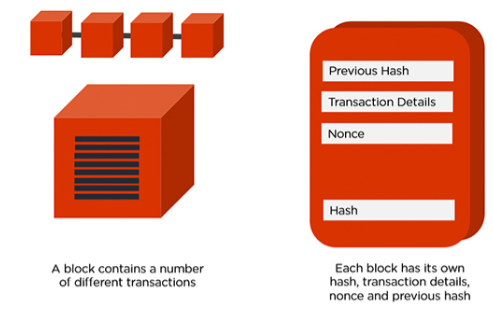 Previous Hash
Transaction Details
Nonce
Hash
A block contains a number
of different transactions
Each block has its own
hash, transaction details,
nonce and previous hash